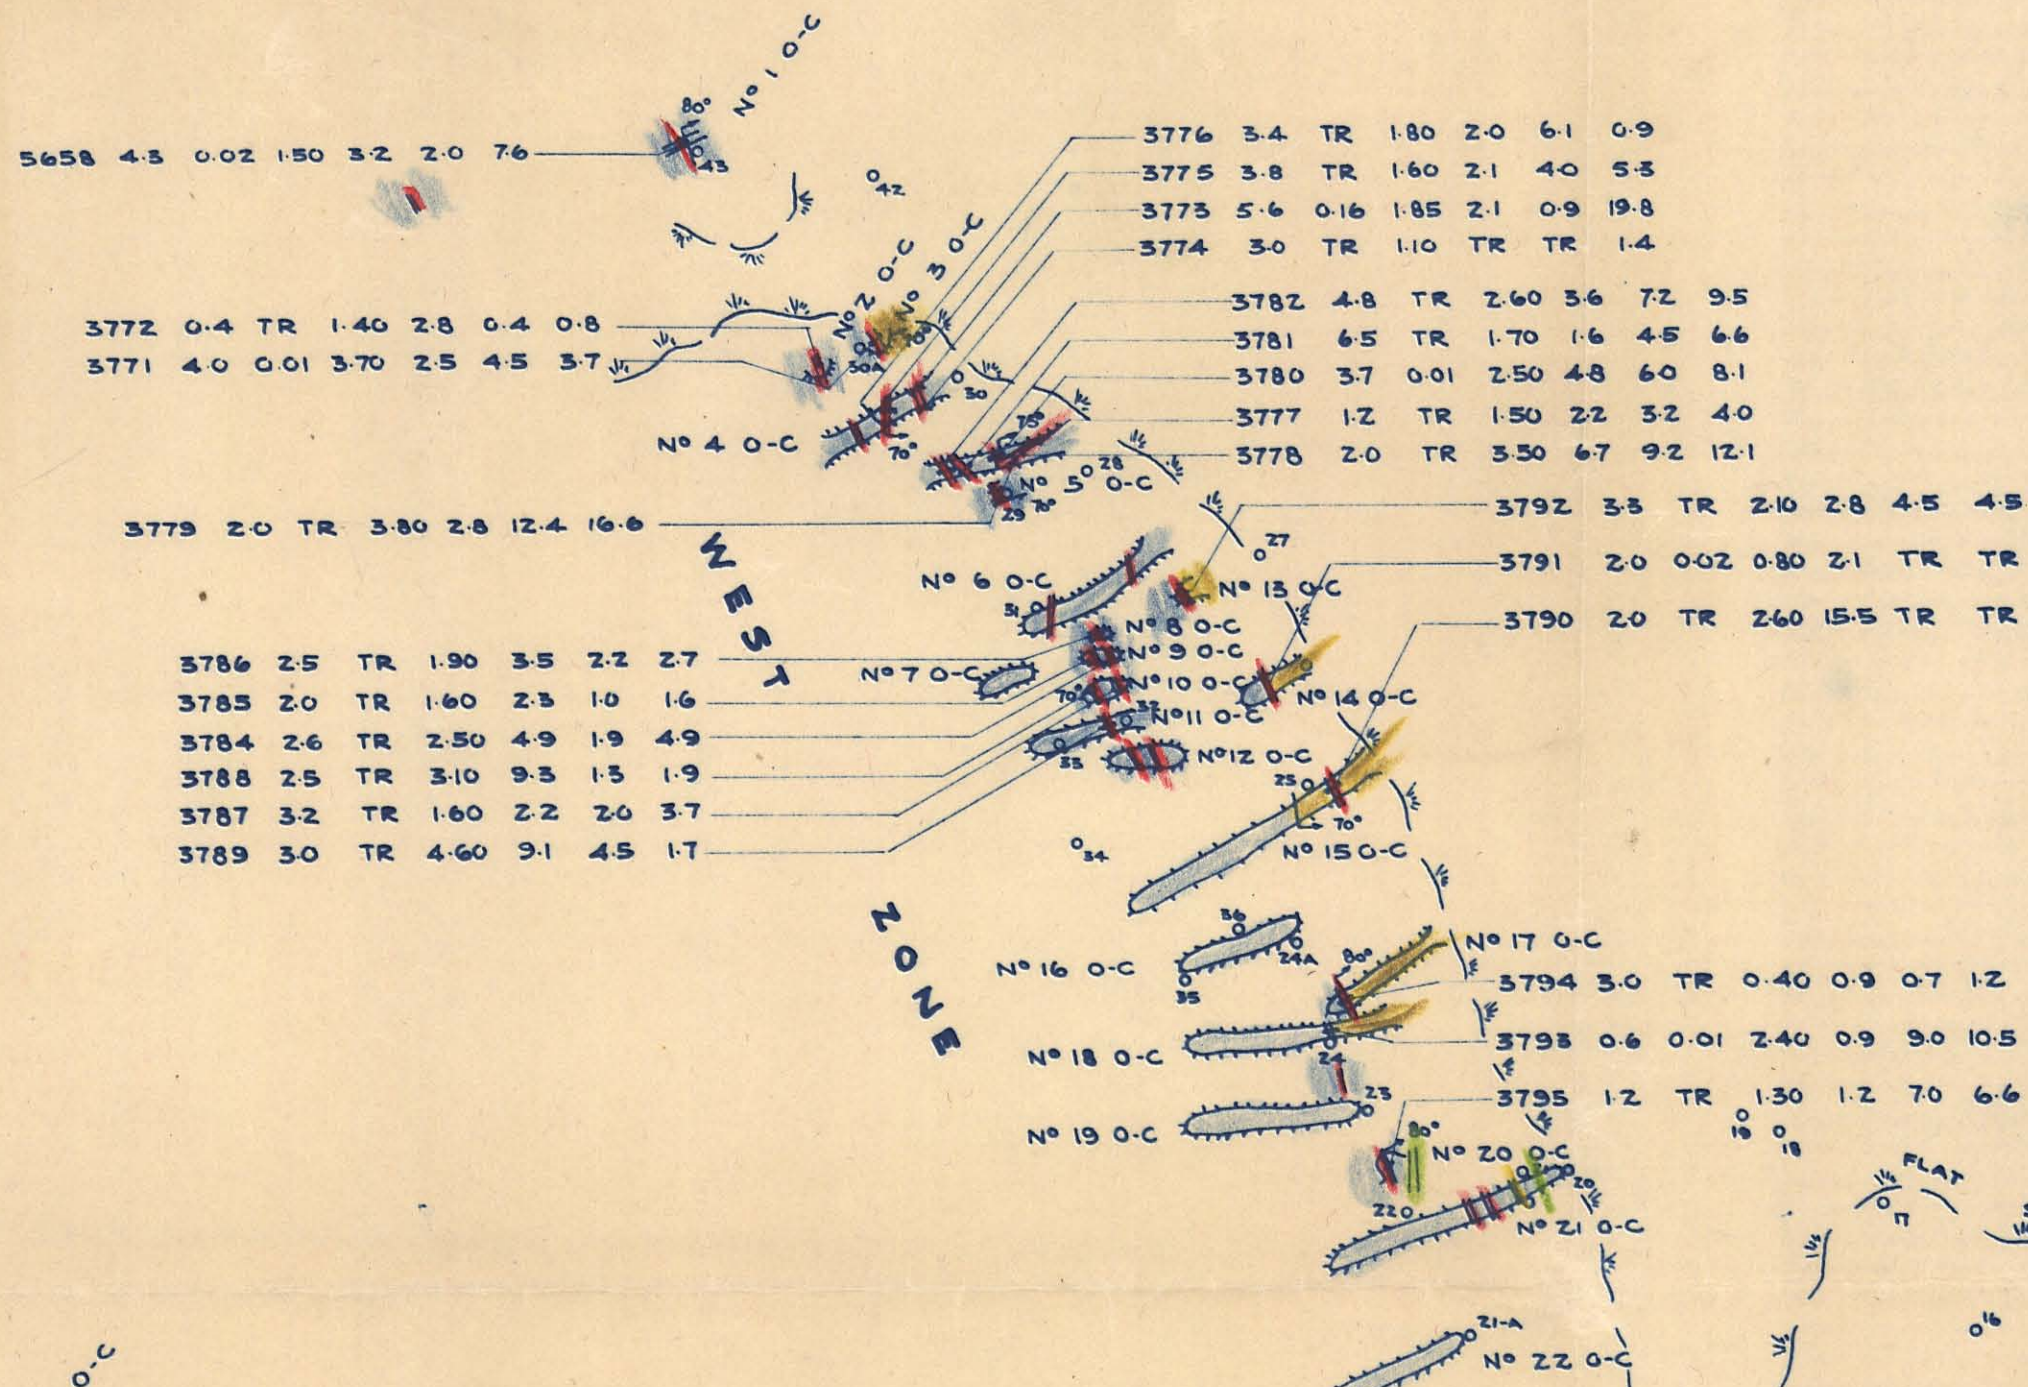 No 1 O-C
80°
5658 4.3 0.02 1.50 3.2 2.0 7.6
43
42
3776 3.4 TR 1.80 2.0 6.1 0.9
3775 3.8 TR 1.60 2.1 4.0 5.3
3773 5.6 0.16 1.85 2.1 0.9 19.8
3774 3.0 TR 1.10 TR TR 1.4
No 2 O-C
No 3 O-C
3782 4.8 TR 2.60 3.6 7.2 9.5
3781 6.5 TR 1.70 1.6 4.5 6.6
3780 3.7 0.01 2.50 4.8 6.0 8.1
3777 1.2 TR 1.50 2.2 3.2 4.0
3778 2.0 TR 3.50 6.7 9.2 12.1
3772 0.4 TR 1.40 2.8 0.4 0.8
3771 4.0 0.01 3.70 2.5 4.5 3.7
30A
30
No 4 O-C
70°
75°
28
No 5 O-C
29
70°
3779 2.0 TR 3.80 2.8 12.4 16.6
3792 3.3 TR 2.10 2.8 4.5 4.5
27
3791 2.0 0.02 0.80 2.1 TR TR
3790 2.0 TR 2.60 15.5 TR TR
WEST
No 6 O-C
31
No 13 O-C
No 8 O-C
No 9 O-C
No 7 O-C
No 10 O-C
70°
32
No 11 O-C
33
No 12 O-C
No 14 O-C
3786 2.5 TR 1.90 3.5 2.2 2.7
3785 2.0 TR 1.60 2.3 1.0 1.6
3784 2.6 TR 2.50 4.9 1.9 4.9
3788 2.5 TR 3.10 9.3 1.3 1.9
3787 3.2 TR 1.60 2.2 2.0 3.7
3789 3.0 TR 4.60 9.1 4.5 1.7
25
70°
No 15 O-C
34
ZONE
36
24A
No 16 O-C
35
80°
No 17 O-C
3794 3.0 TR 0.40 0.9 0.7 1.2
3793 0.6 0.01 2.40 0.9 9.0 10.5
No 18 O-C
24
23
3795 1.2 TR 1.30 1.2 7.0 6.6
No 19 O-C
19
18
80°
No 20 O-C
20
22
No 21 O-C
FLAT
17
16
21-A
No 22 O-C
O-C